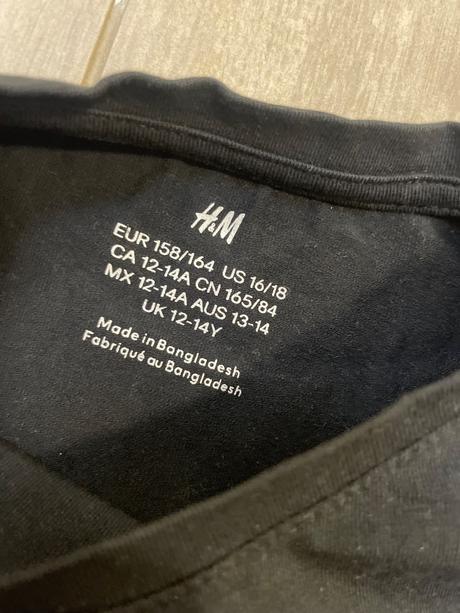 H&M
EUR 158/164 US 16/18
CA 12-14A CN 165/84
MX 12-14A AUS 13-14
UK 12-14Y
Made in Bangladesh
Fabriqué au Bangladesh